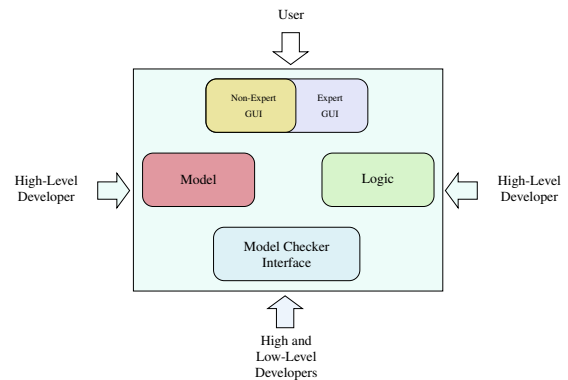 User
Non-Expert
GUI
Expert
GUI
High-Level
Developer
Model
Logic
High-Level
Developer
Model Checker
Interface
High and
Low-Level
Developers